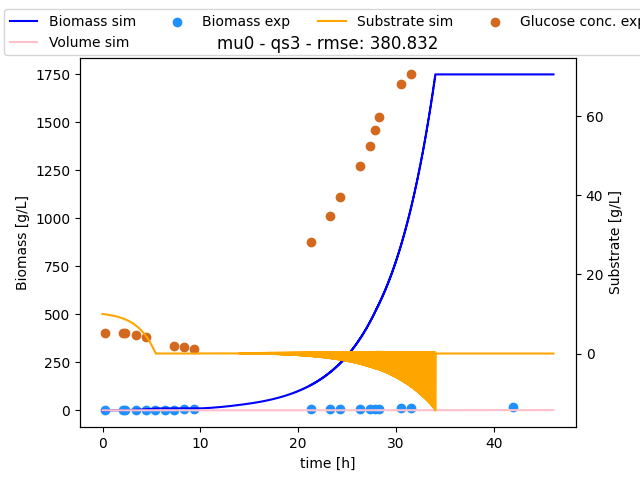 Biomass sim Biomass exp Substrate sim Glucose conc. exp
Volume sim
mu0 - qs3 - rmse: 380.832
1750
1500
1250
1000
750
500
250
0
Biomass [g/L]
60
40
20
0
Substrate [g/L]
0 10 20 30 40
time [h]